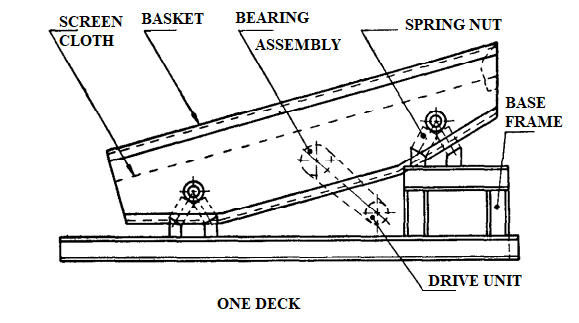 SCREEN
CLOTH
BASKET
BEARING
ASSEMBLY
SPRING NUT
BASE
FRAME
DRIVE UNIT
ONE DECK